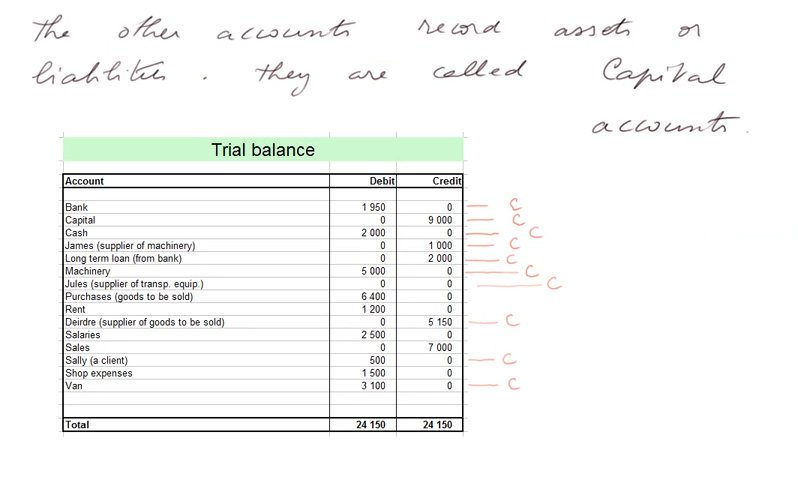 The other accounts record assets or
liabilities. They are called Capital
accounts.
Trial balance
Account Debit Credit
Bank 1 950 0 C
Capital 0 9 000 C
Cash 2 000 0 C
James (supplier of machinery) 0 1 000 C
Long term loan (from bank) 0 2 000 C
Machinery 5 000 0 C
Jules (supplier of transp. equip.) 0 0 C
Purchases (goods to be sold) 6 400 0
Rent 1 200 0
Deirdre (supplier of goods to be sold) 0 5 150 C
Salaries 2 500 0
Sales 0 7 000
Sally (a client) 500 0 C
Shop expenses 1 500 0
Van 3 100 0 C
Total 24 150 24 150